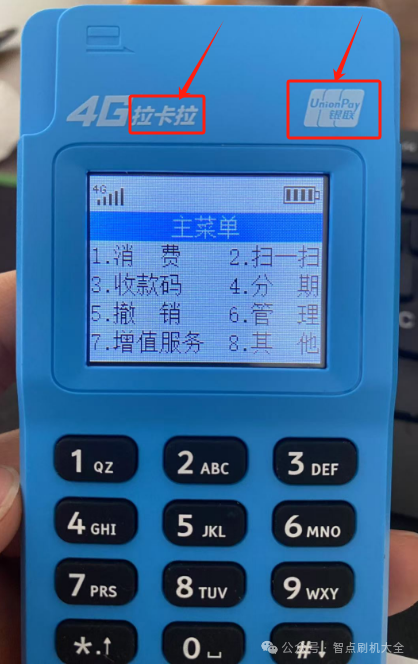 4G拉卡拉
UnionPay
银联
4G
主菜单
1.消 费 2.扫一扫
3.收款码 4.分 期
5.撤 销 6.管 理
7.增值服务 8.其 他
1 QZ 2 ABC 3 DEF
4 GHI 5 JKL 6 MNO
7 PRS 8 TUV 9 WXY
*.↑ 0 ⌴ #↓
公众号：智点刷机大全